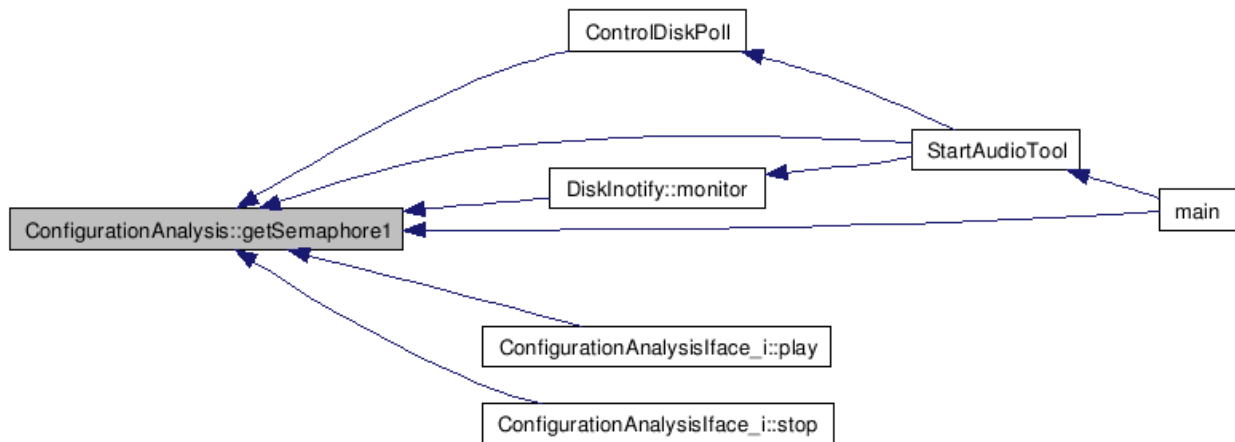 ControlDiskPoll
StartAudioTool
DiskInotify::monitor
main
ConfigurationAnalysis::getSemaphore1
ConfigurationAnalysisIface_i::play
ConfigurationAnalysisIface_i::stop